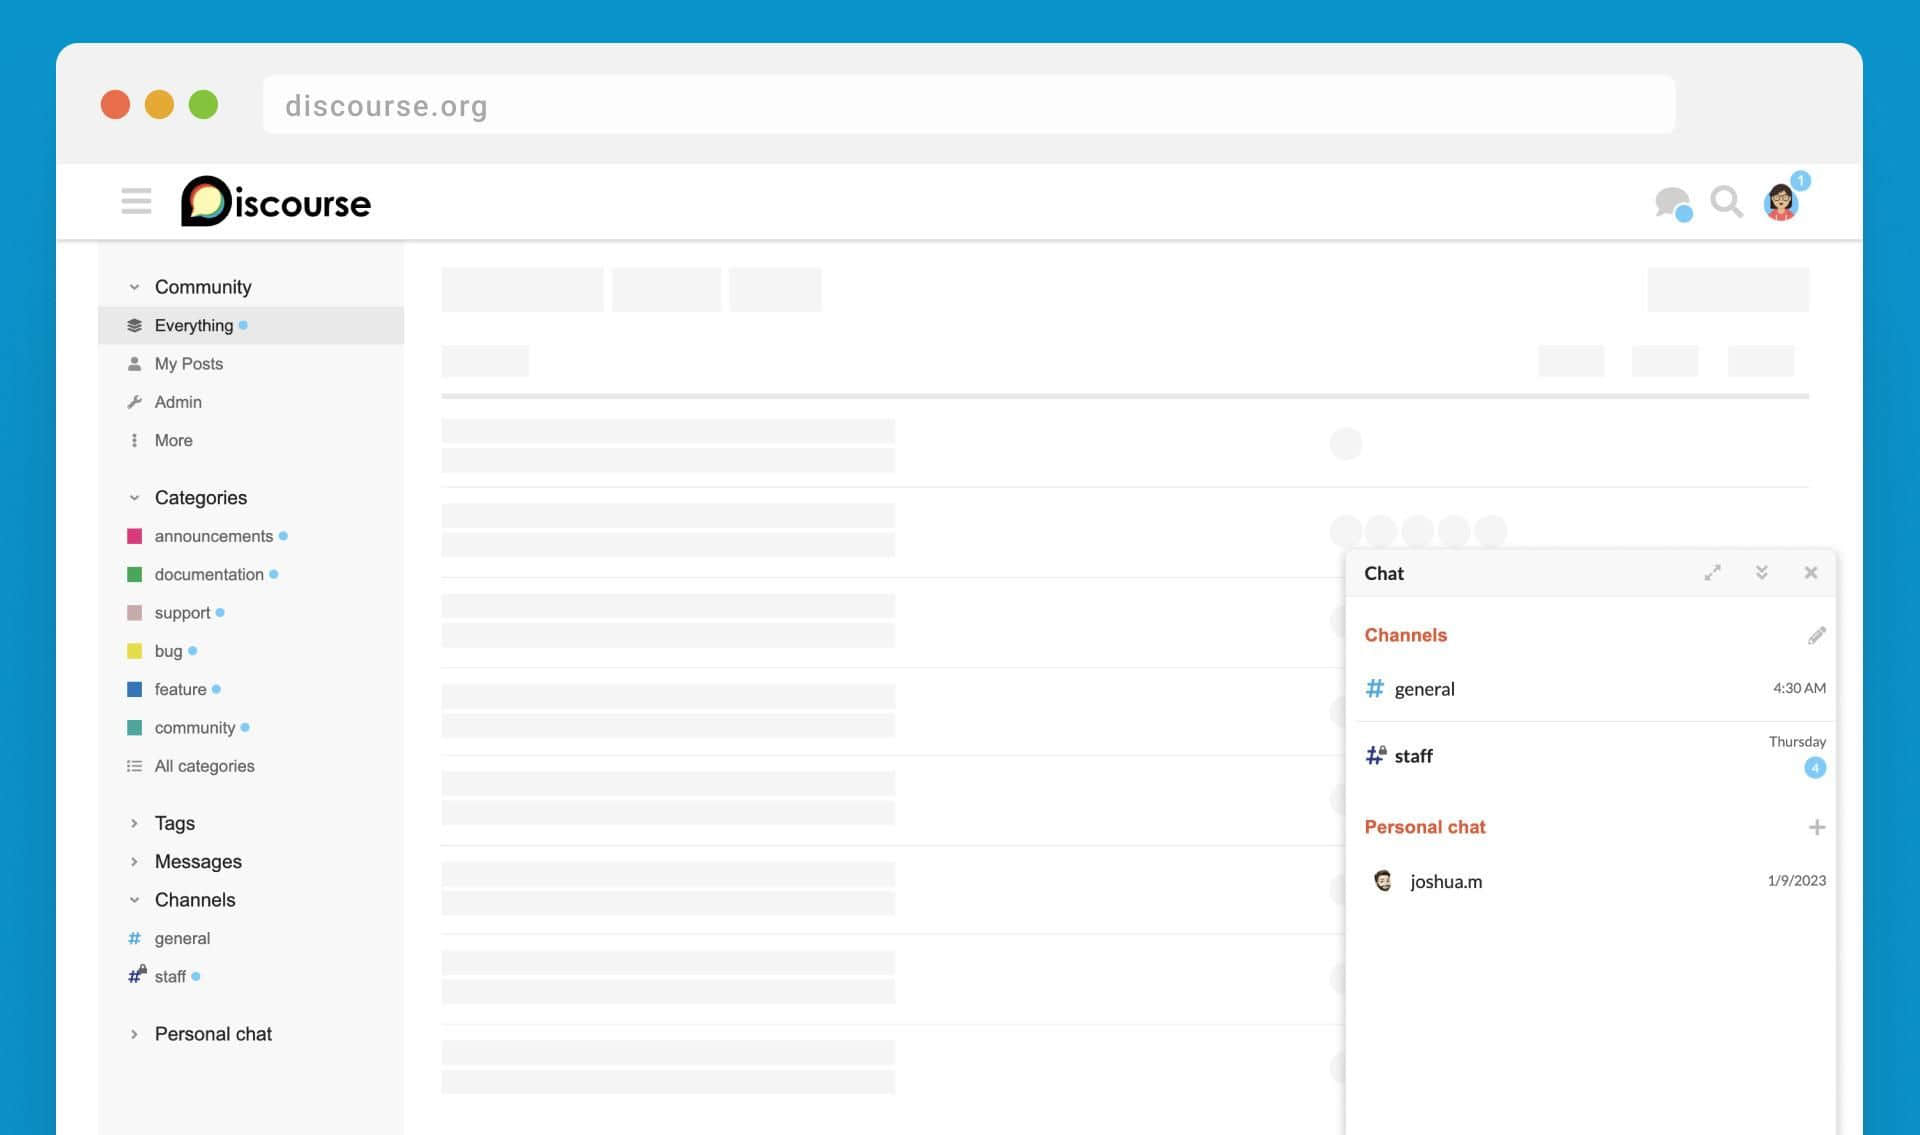 discourse.org
Discourse
1
Community
Everything
My Posts
Admin
More
Categories
announcements
documentation
support
bug
feature
community
All categories
Tags
Messages
Channels
# general
# staff
Personal chat
Chat
Channels
# general 4:30 AM
# staff Thursday
4
Personal chat
joshua.m 1/9/2023